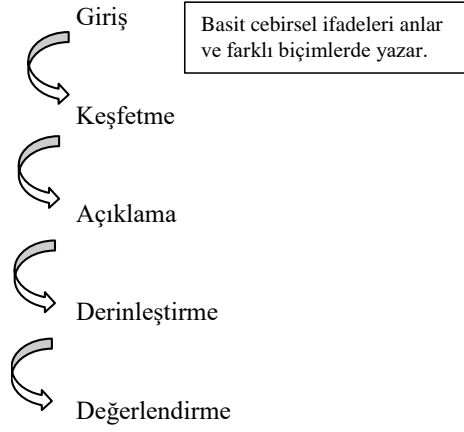 Giriş
Basit cebirsel ifadeleri anlar
ve farklı biçimlerde yazar.
Keşfetme
Açıklama
Derinleştirme
Değerlendirme